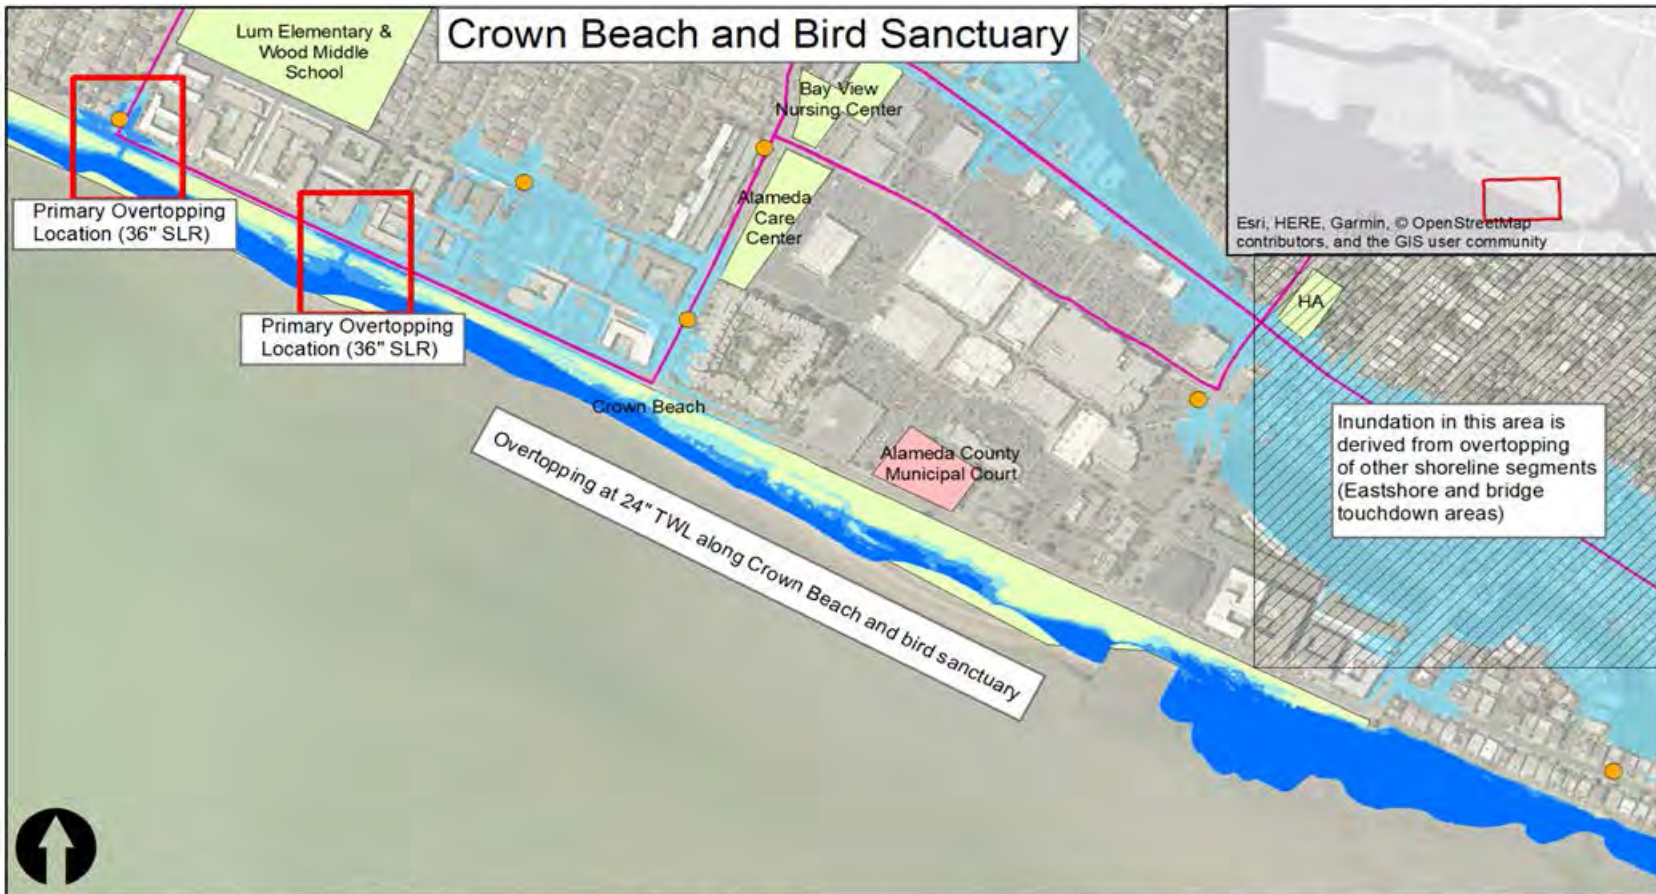 Crown Beach and Bird Sanctuary
Lum Elementary &
Wood Middle
School
Bay View
Nursing Center
Alameda
Care
Center
Primary Overtopping
Location (36" SLR)
Primary Overtopping
Location (36" SLR)
Esri, HERE, Garmin, © OpenStreetMap
contributors, and the GIS user community
HA
Crown Beach
Alameda County
Municipal Court
Inundation in this area is
derived from overtopping
of other shoreline segments
(Eastshore and bridge
touchdown areas)
Overtopping at 24" TWL along Crown Beach and bird sanctuary